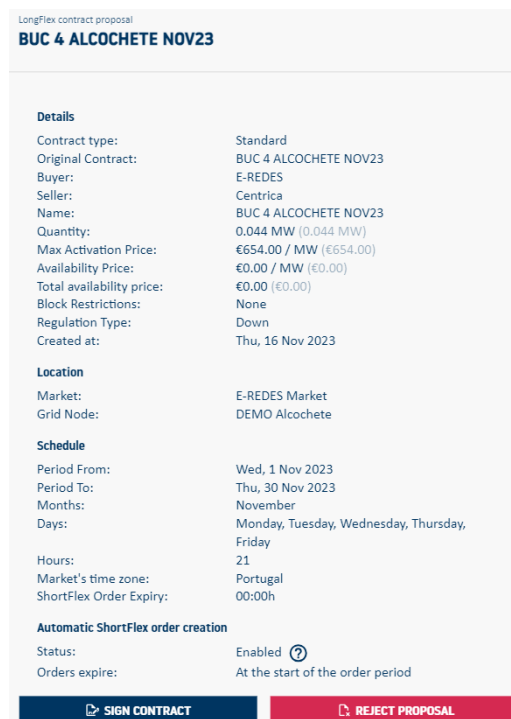 LongFlex contract proposal
BUC 4 ALCOCHETE NOV23
Details
Contract type: Standard
Original Contract: BUC 4 ALCOCHETE NOV23
Buyer: E-REDES
Seller: Centrica
Name: BUC 4 ALCOCHETE NOV23
Quantity: 0.044 MW (0.044 MW)
Max Activation Price: €654.00 / MW (€654.00)
Availability Price: €0.00 / MW (€0.00)
Total availability price: €0.00 (€0.00)
Block Restrictions: None
Regulation Type: Down
Created at: Thu, 16 Nov 2023
Location
Market: E-REDES Market
Grid Node: DEMO Alcochete
Schedule
Period From: Wed, 1 Nov 2023
Period To: Thu, 30 Nov 2023
Months: November
Days: Monday, Tuesday, Wednesday, Thursday,
Friday
Hours: 21
Market's time zone: Portugal
ShortFlex Order Expiry: 00:00h
Automatic ShortFlex order creation
Status: Enabled ?
Orders expire: At the start of the order period
SIGN CONTRACT REJECT PROPOSAL